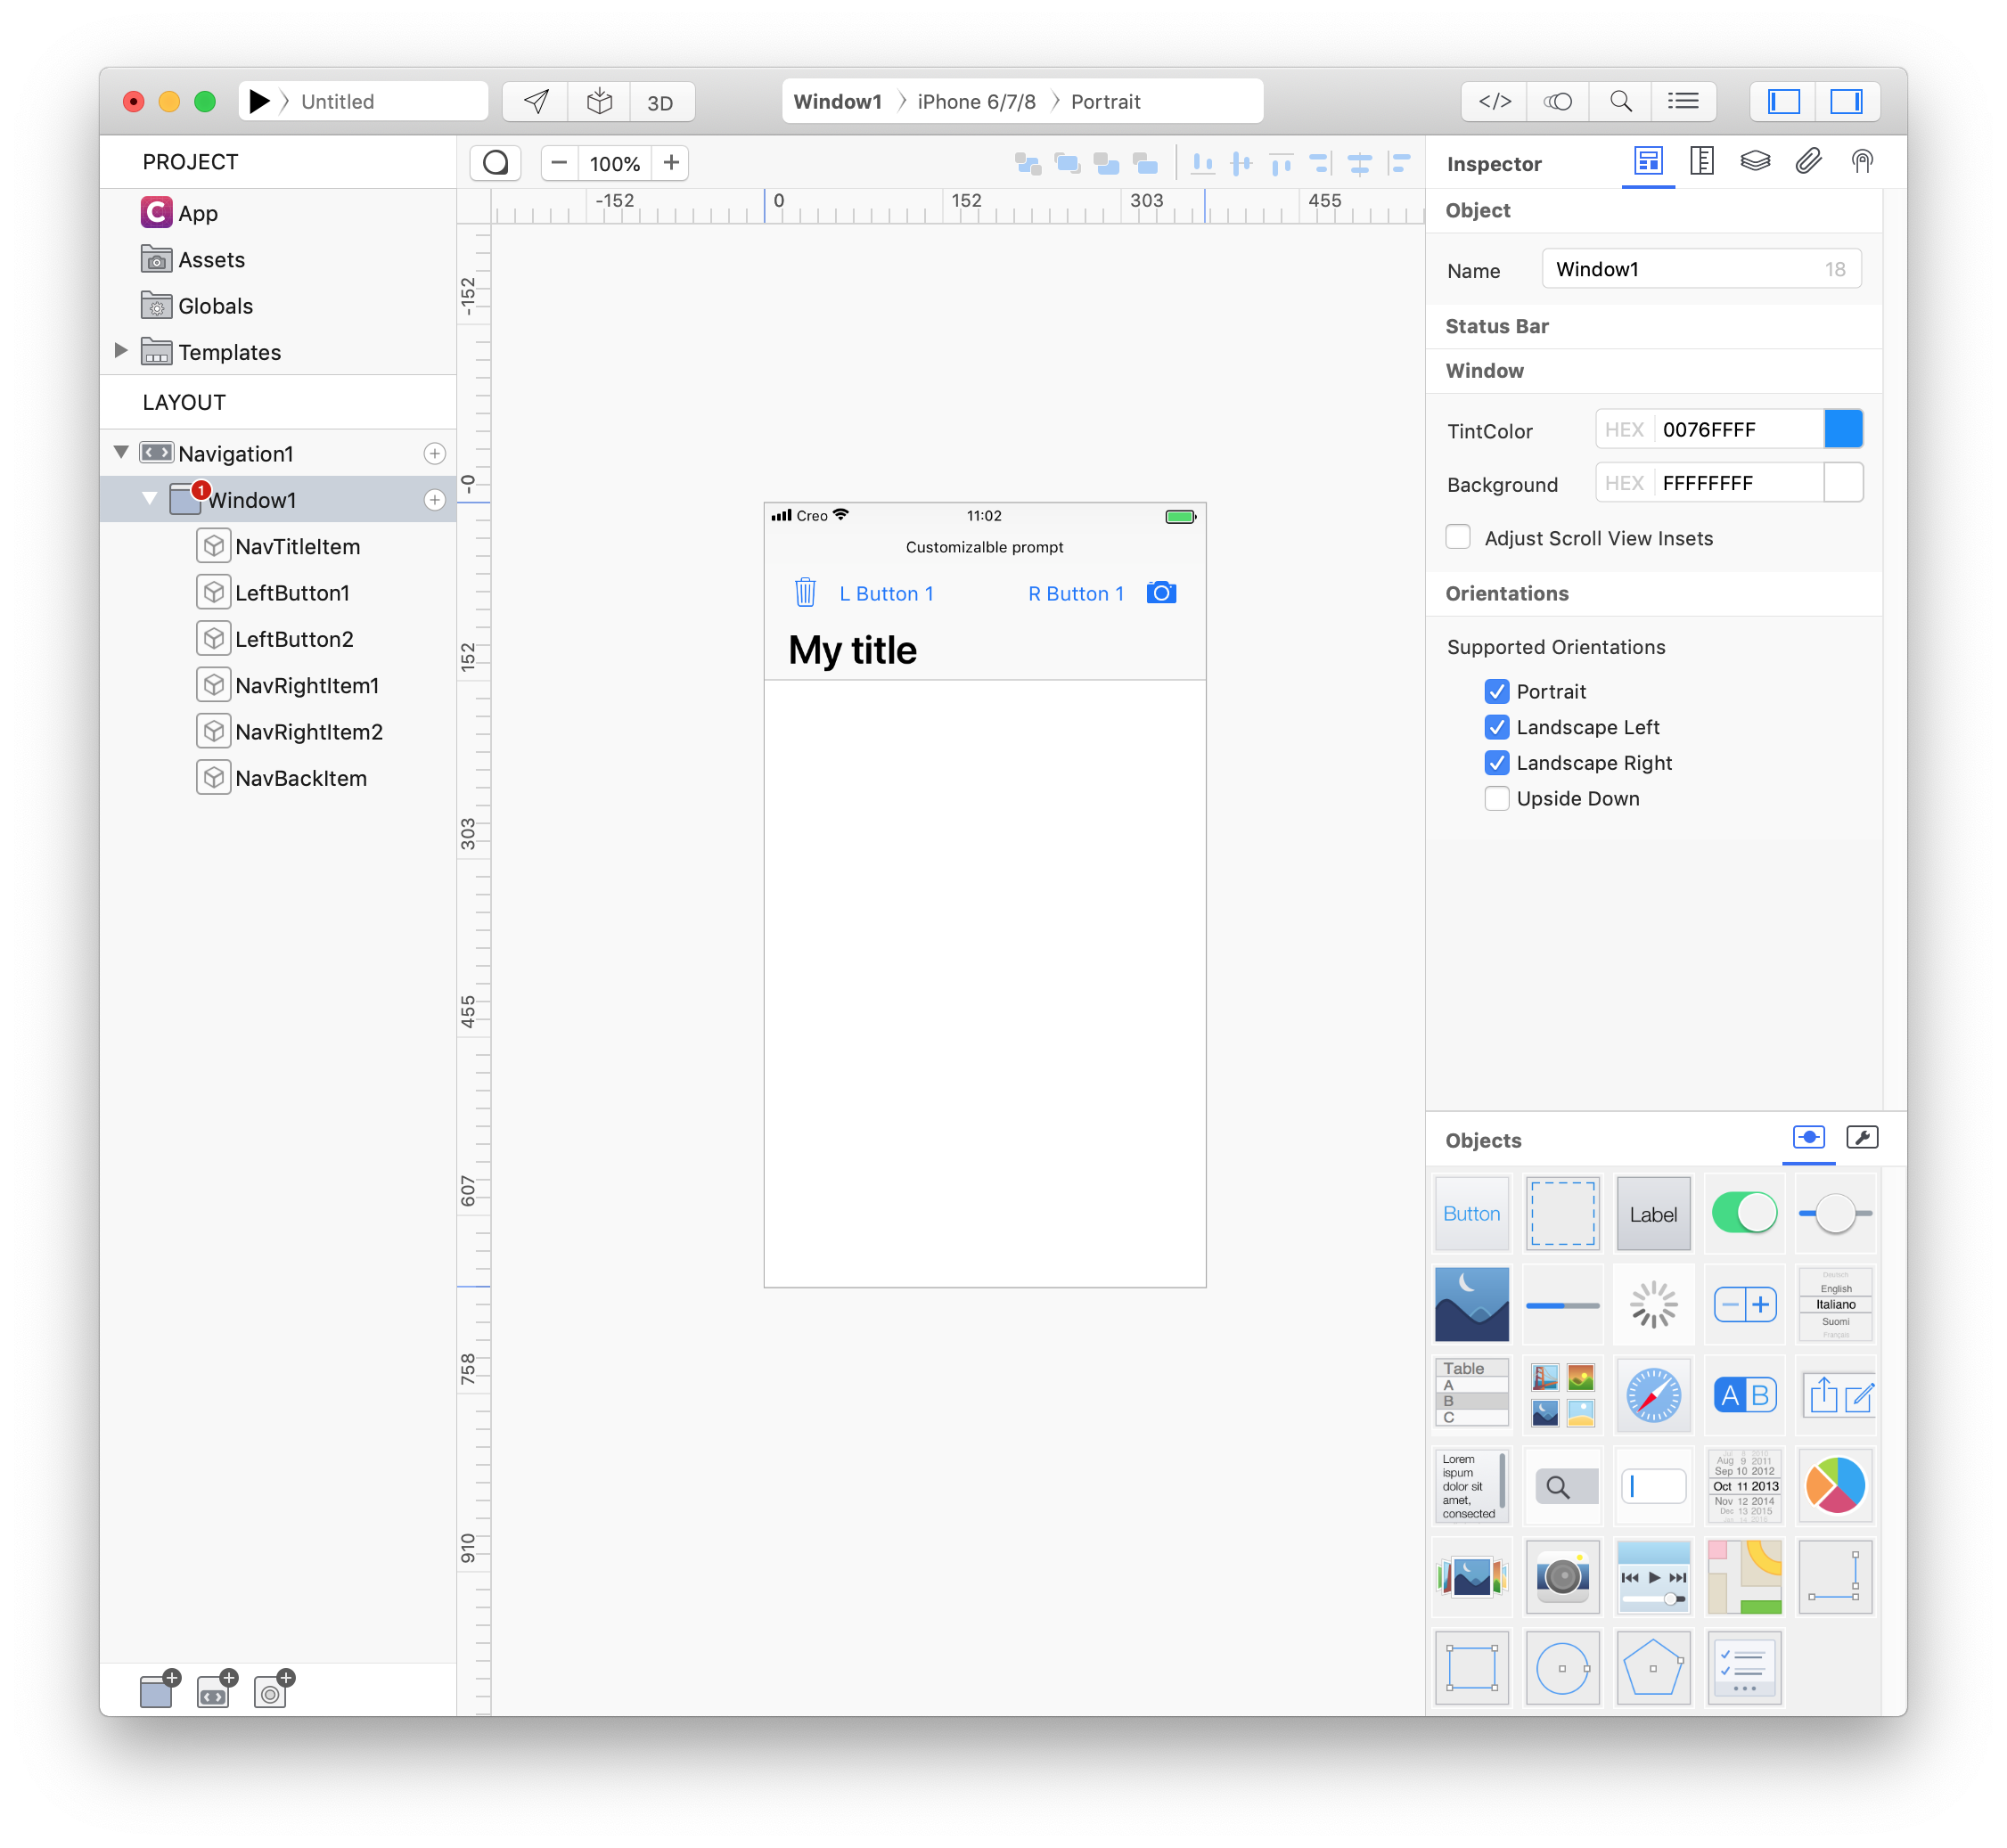 Untitled
3D
Window1 iPhone 6/7/8 Portrait
</>
PROJECT
App
Assets
Globals
Templates
LAYOUT
Navigation1
1
Window1
NavTitleItem
LeftButton1
LeftButton2
NavRightItem1
NavRightItem2
NavBackItem
100%
-152 0 152 303 455
-152
-0
152
303
455
607
758
910
Creo 11:02
Customizalble prompt
L Button 1 R Button 1
My title
Inspector
Object
Name Window1 18
Status Bar
Window
TintColor HEX 0076FFFF
Background HEX FFFFFFFF
Adjust Scroll View Insets
Orientations
Supported Orientations
Portrait
Landscape Left
Landscape Right
Upside Down
Objects
Button
Label
Deutsch
English
Italiano
Suomi
Français
Table
A
B
C
A B
Lorem
ispum
dolor sit
amet,
consected
Aug 9 2011
Sep 10 2012
Oct 11 2013
Nov 12 2014
Dec 13 2015